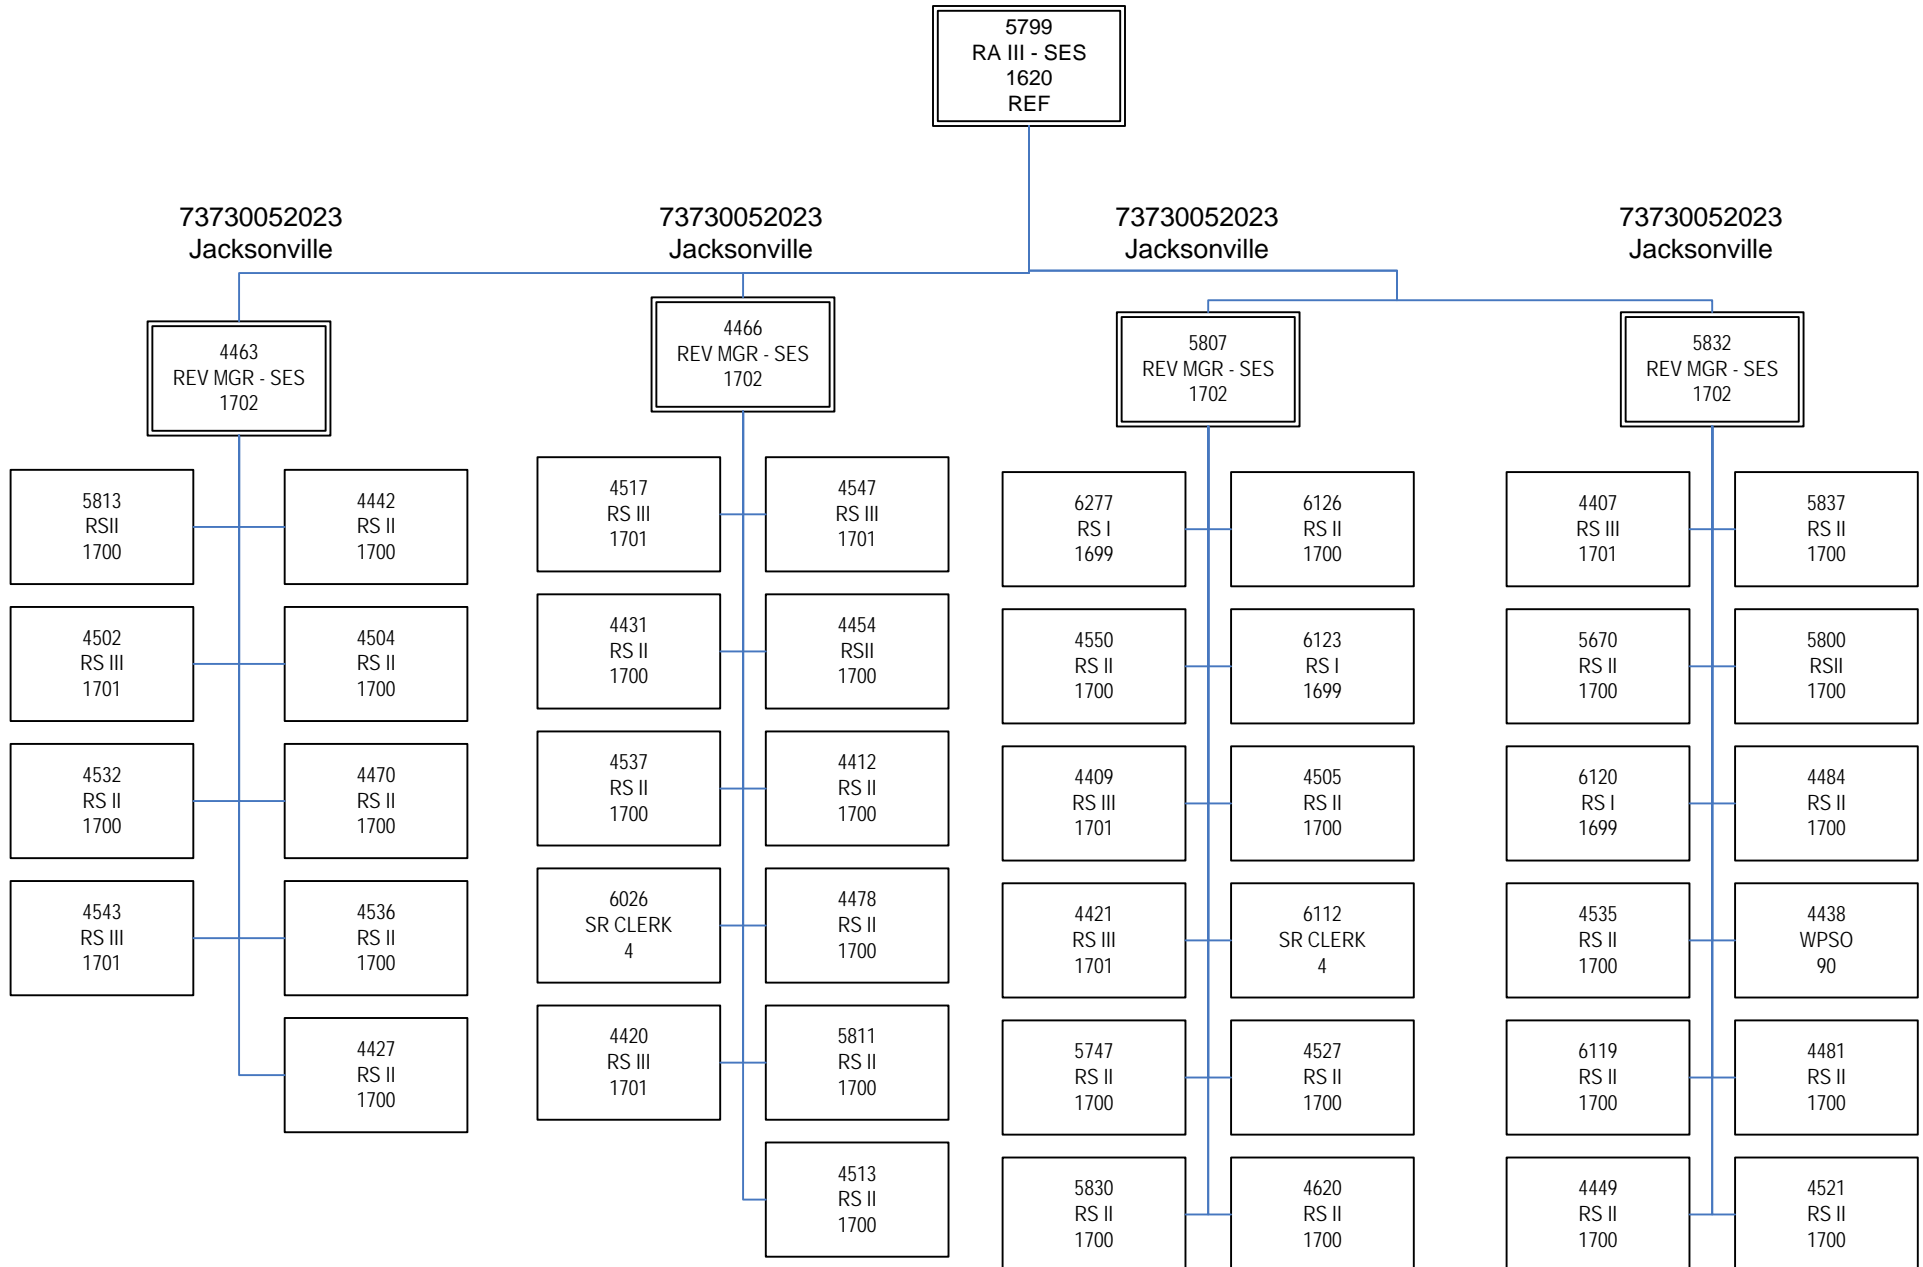 5799
RA III - SES
1620
REF
73730052023
Jacksonville
73730052023
Jacksonville
73730052023
Jacksonville
73730052023
Jacksonville
4463
REV MGR - SES
1702
4466
REV MGR - SES
1702
5807
REV MGR - SES
1702
5832
REV MGR - SES
1702
5813
RSII
1700
4442
RS II
1700
4502
RS III
1701
4504
RS II
1700
4532
RS II
1700
4470
RS II
1700
4543
RS III
1701
4536
RS II
1700
4427
RS II
1700
4517
RS III
1701
4547
RS III
1701
4431
RS II
1700
4454
RSII
1700
4537
RS II
1700
4412
RS II
1700
6026
SR CLERK
4
4478
RS II
1700
4420
RS III
1701
5811
RS II
1700
4513
RS II
1700
6277
RS I
1699
6126
RS II
1700
4550
RS II
1700
6123
RS I
1699
4409
RS III
1701
4505
RS II
1700
4421
RS III
1701
6112
SR CLERK
4
5747
RS II
1700
4527
RS II
1700
5830
RS II
1700
4620
RS II
1700
4407
RS III
1701
5837
RS II
1700
5670
RS II
1700
5800
RSII
1700
6120
RS I
1699
4484
RS II
1700
4535
RS II
1700
4438
WPSO
90
6119
RS II
1700
4481
RS II
1700
4449
RS II
1700
4521
RS II
1700